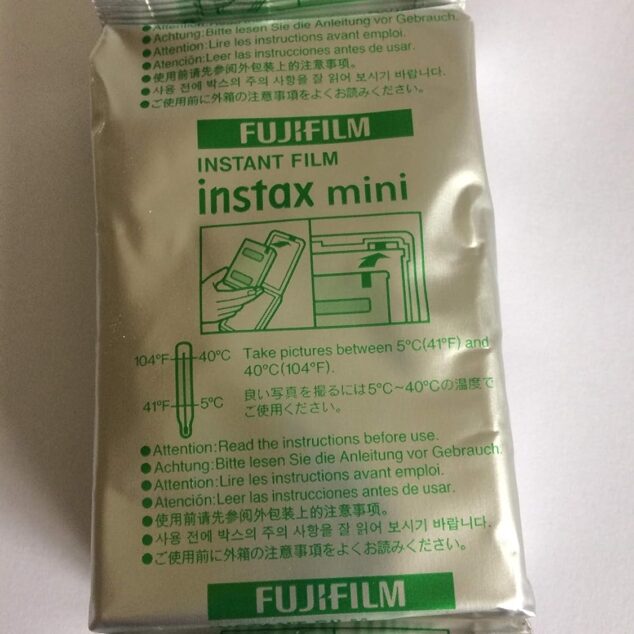 Attention:Read the instructions before use.
● Achtung:Bitte lesen Sie die Anleitung vor Gebrauch.
● Attention:Lire les instructions avant emploi.
● Atención:Leer las instrucciones antes de usar.
● 使用前请先参阅外包装上的注意事项。
● 사용 전에 박스의 주의 사항을 잘 읽어 보시기 바랍니다.
● ご使用前に外箱の注意事項をよくお読みください。
FUJIFILM
INSTANT FILM
instax mini
104°F 40°C Take pictures between 5°C(41°F) and
40°C(104°F).
41°F 5°C 良い写真を撮るには5°C~40°Cの温度で
ご使用ください。
● Attention:Read the instructions before use.
● Achtung:Bitte lesen Sie die Anleitung vor Gebrauch.
● Attention:Lire les instructions avant emploi.
● Atención:Leer las instrucciones antes de usar.
● 使用前请先参阅外包装上的注意事项。
● 사용 전에 박스의 주의 사항을 잘 읽어 보시기 바랍니다.
● ご使用前に外箱の注意事項をよくお読みください。
FUJIFILM
INSTANT FILM